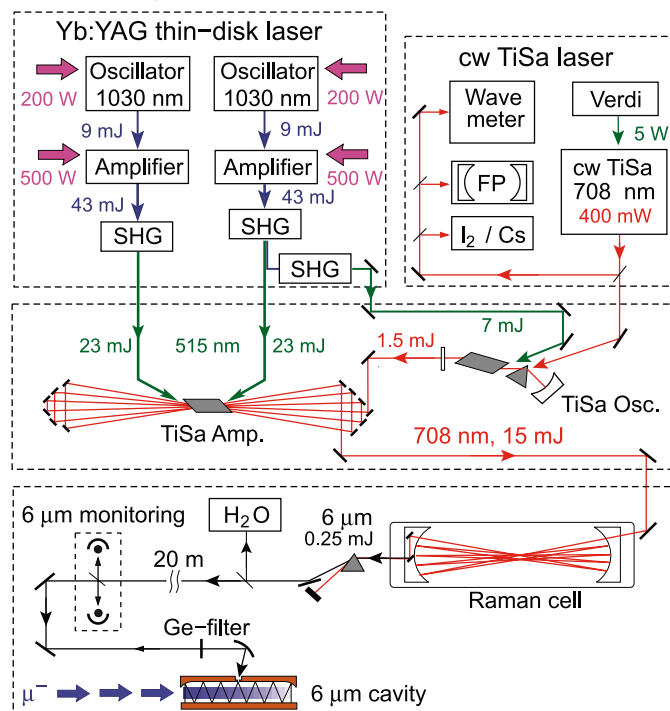 Yb:YAG thin−disk laser
200 W
Oscillator
1030 nm
Oscillator
1030 nm
200 W
9 mJ
9 mJ
500 W
Amplifier
Amplifier
500 W
43 mJ
43 mJ
SHG
SHG
SHG
cw TiSa laser
Wave
meter
Verdi
5 W
FP
cw TiSa
708 nm
400 mW
I2 / Cs
23 mJ
515 nm
23 mJ
7 mJ
1.5 mJ
TiSa Osc.
TiSa Amp.
708 nm, 15 mJ
6 μm monitoring
H2O
6 μm
0.25 mJ
20 m
Raman cell
Ge−filter
μ−
6 μm cavity